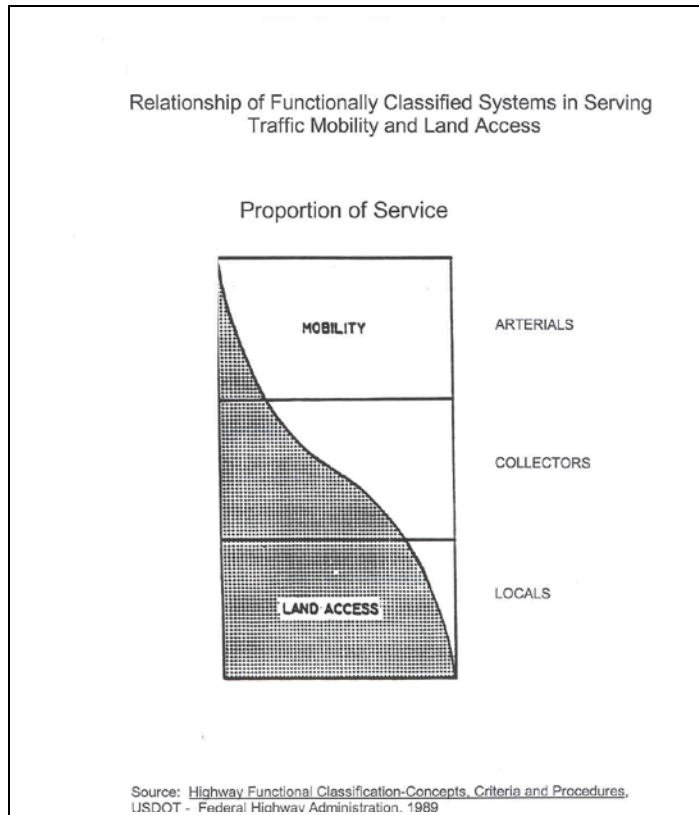 Relationship of Functionally Classified Systems in Serving
Traffic Mobility and Land Access
Proportion of Service
MOBILITY
ARTERIALS
COLLECTORS
LAND ACCESS
LOCALS
Source: Highway Functional Classification-Concepts, Criteria and Procedures,
USDOT - Federal Highway Administration, 1989